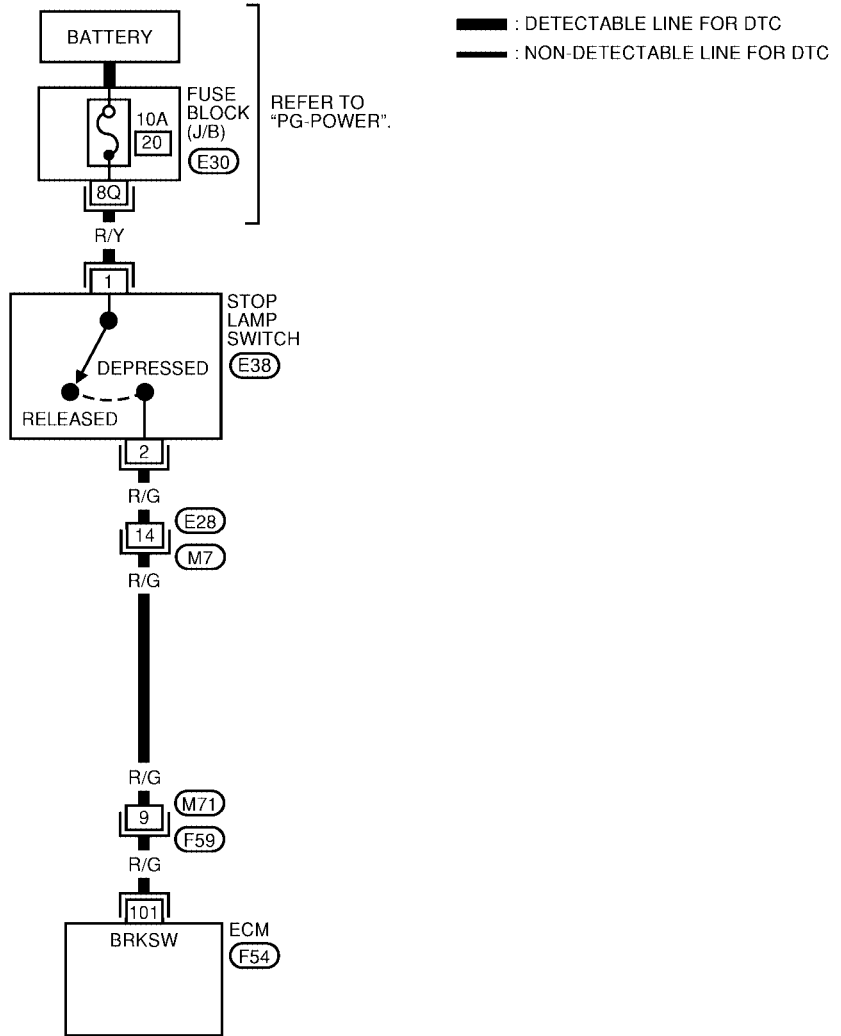 BATTERY
: DETECTABLE LINE FOR DTC
: NON-DETECTABLE LINE FOR DTC
FUSE
BLOCK
(J/B)
10A
20
E30
REFER TO
“PG-POWER”.
8Q
R/Y
1
STOP
LAMP
SWITCH
E38
DEPRESSED
RELEASED
2
R/G
E28
14
M7
R/G
R/G
M71
9
F59
R/G
101
BRKSW
ECM
F54